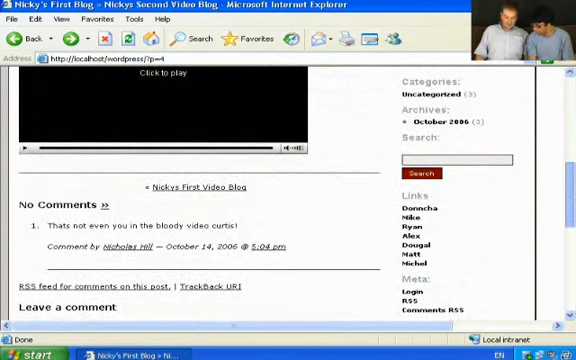 Nicky's First Blog » Nickys Second Video Blog - Microsoft Internet Explorer
File Edit View Favorites Tools Help
Back Search Favorites
Address http://localhost/wordpress/?p=4
Click to play
« Nickys First Video Blog
No Comments »
1. Thats not even you in the bloody video curtis!
Comment by Nicholas Hill — October 14, 2006 @ 5:04 pm
RSS feed for comments on this post. | TrackBack URI
Leave a comment
Categories:
Uncategorized (3)
Archives:
October 2006 (3)
Search:
Search
Links
Donncha
Mike
Ryan
Alex
Dougal
Matt
Michel
Meta:
Login
RSS
Comments RSS
Done Local intranet
start Nicky's First Blog » Ni... EN